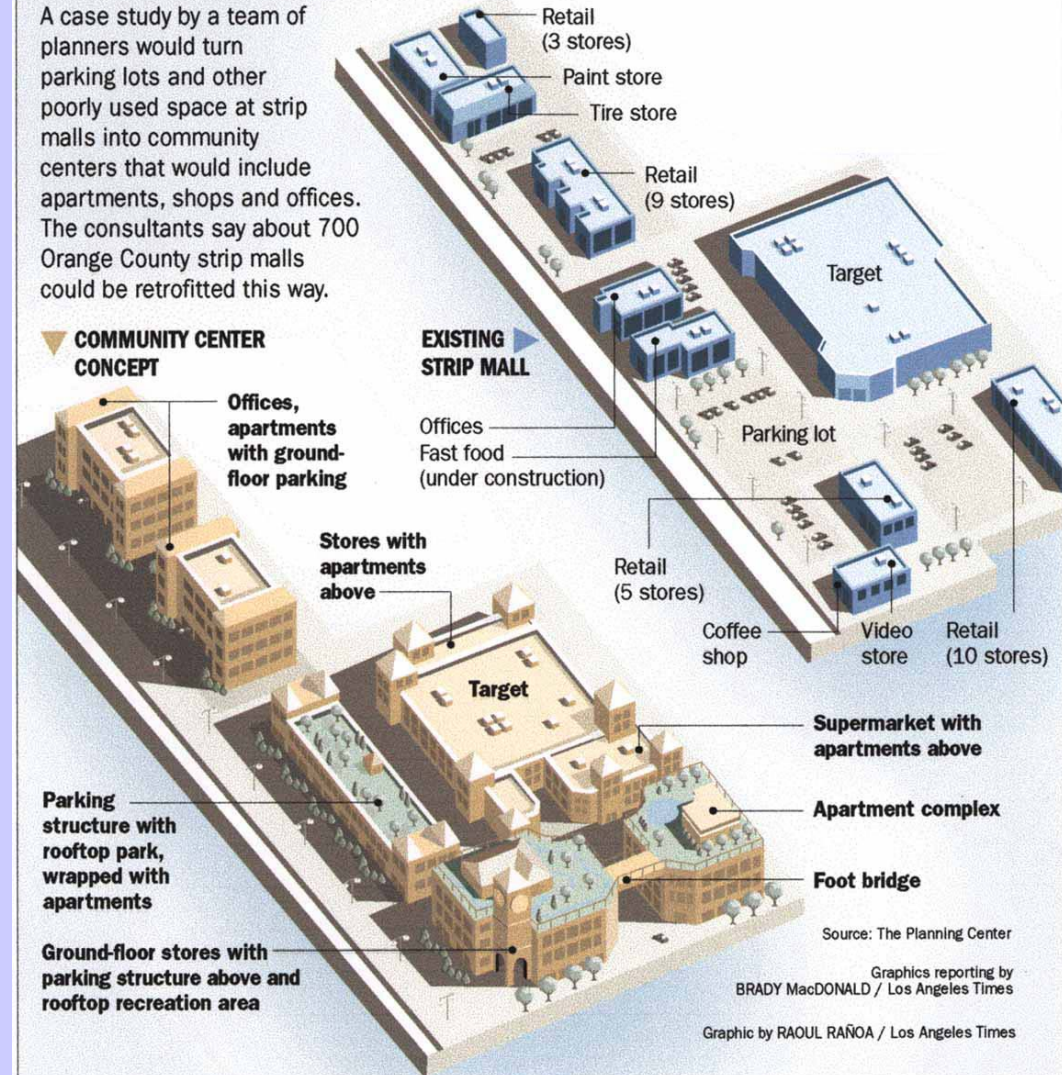 A case study by a team of
planners would turn
parking lots and other
poorly used space at strip
malls into community
centers that would include
apartments, shops and offices.
The consultants say about 700
Orange County strip malls
could be retrofitted this way.
Retail
(3 stores)
Paint store
Tire store
Retail
(9 stores)
Target
EXISTING
STRIP MALL
Offices
Fast food
(under construction)
Parking lot
Retail
(5 stores)
Coffee
shop
Video
store
Retail
(10 stores)
COMMUNITY CENTER
CONCEPT
Offices,
apartments
with ground-
floor parking
Stores with
apartments
above
Target
Supermarket with
apartments above
Apartment complex
Foot bridge
Parking
structure with
rooftop park,
wrapped with
apartments
Ground-floor stores with
parking structure above and
rooftop recreation area
Source: The Planning Center
Graphics reporting by
BRADY MacDONALD / Los Angeles Times
Graphic by RAOUL RAÑOA / Los Angeles Times